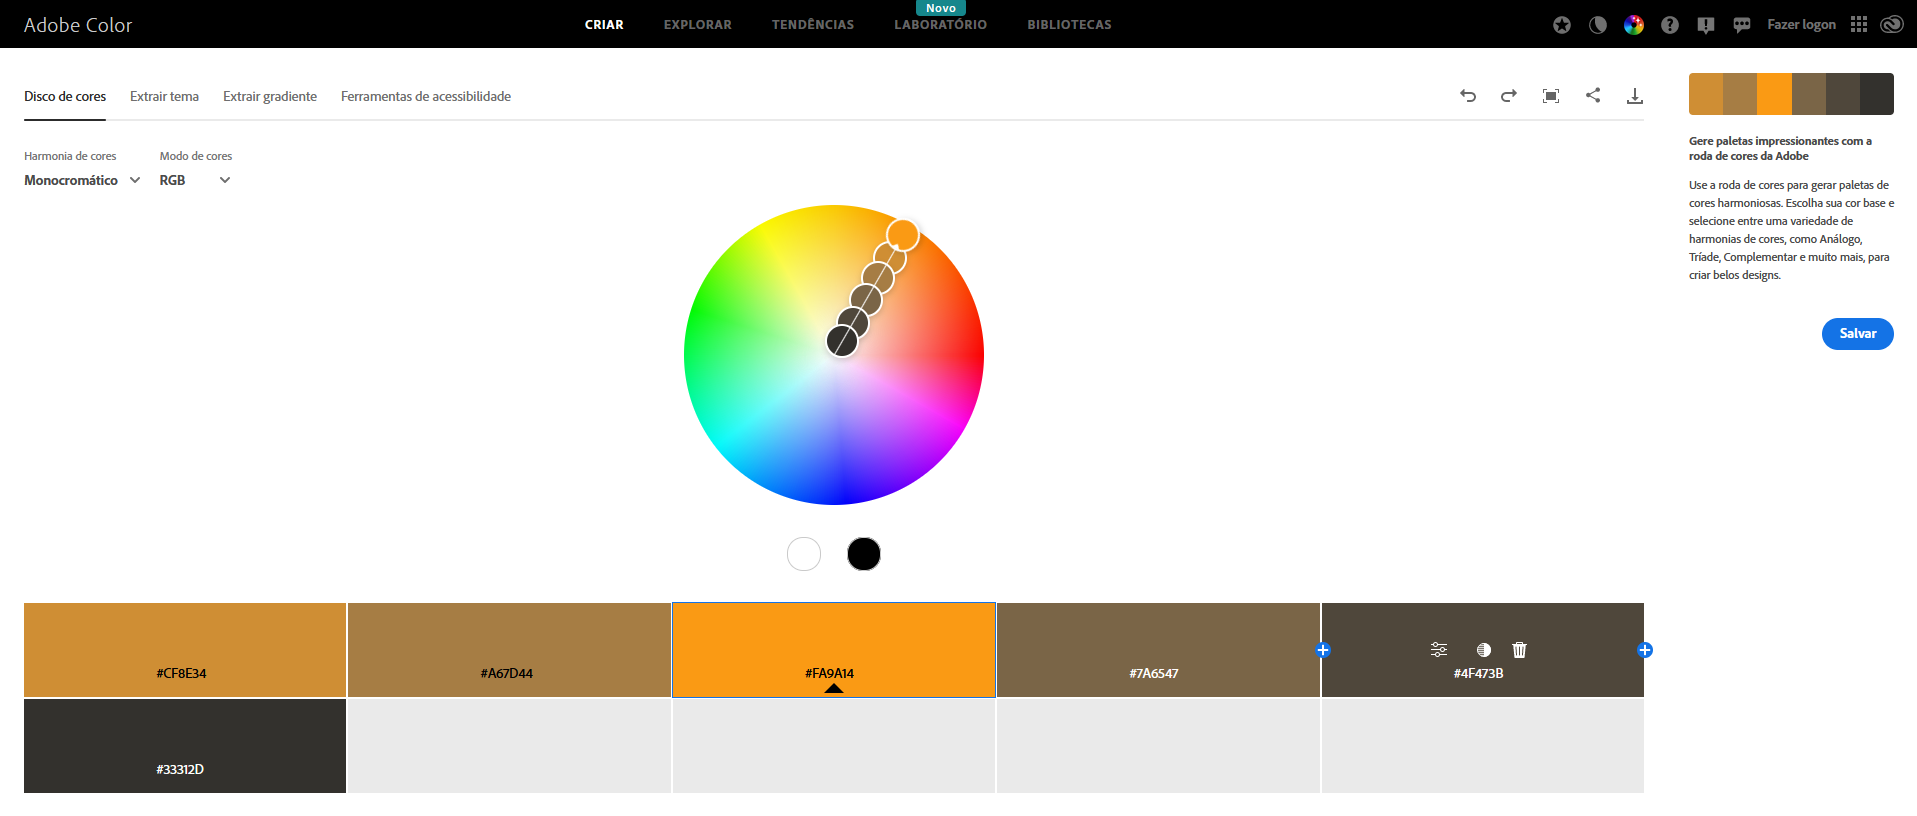 Novo
Adobe Color CRIAR EXPLORAR TENDÊNCIAS LABORATÓRIO BIBLIOTECAS Fazer logon
Disco de cores Extrair tema Extrair gradiente Ferramentas de acessibilidade
Harmonia de cores Modo de cores
Monocromático RGB
Gere paletas impressionantes com a
roda de cores da Adobe
Use a roda de cores para gerar paletas de
cores harmoniosas. Escolha sua cor base e
selecione entre uma variedade de
harmonias de cores, como Análogo,
Tríade, Complementar e muito mais, para
criar belos designs.
Salvar
#CF8E34 #A67D44 #FA9A14 #7A6547 #4F473B
#33312D